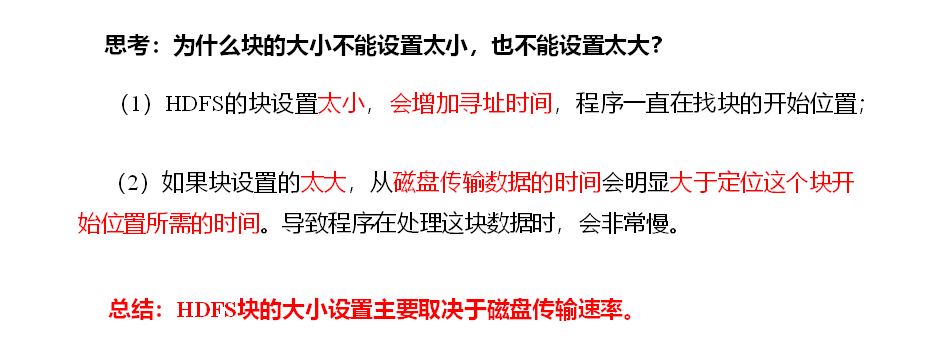 思考：为什么块的大小不能设置太小，也不能设置太大？
（1）HDFS的块设置太小，会增加寻址时间，程序一直在找块的开始位置；
（2）如果块设置的太大，从磁盘传输数据的时间会明显大于定位这个块开
始位置所需的时间。导致程序在处理这块数据时，会非常慢。
总结：HDFS块的大小设置主要取决于磁盘传输速率。